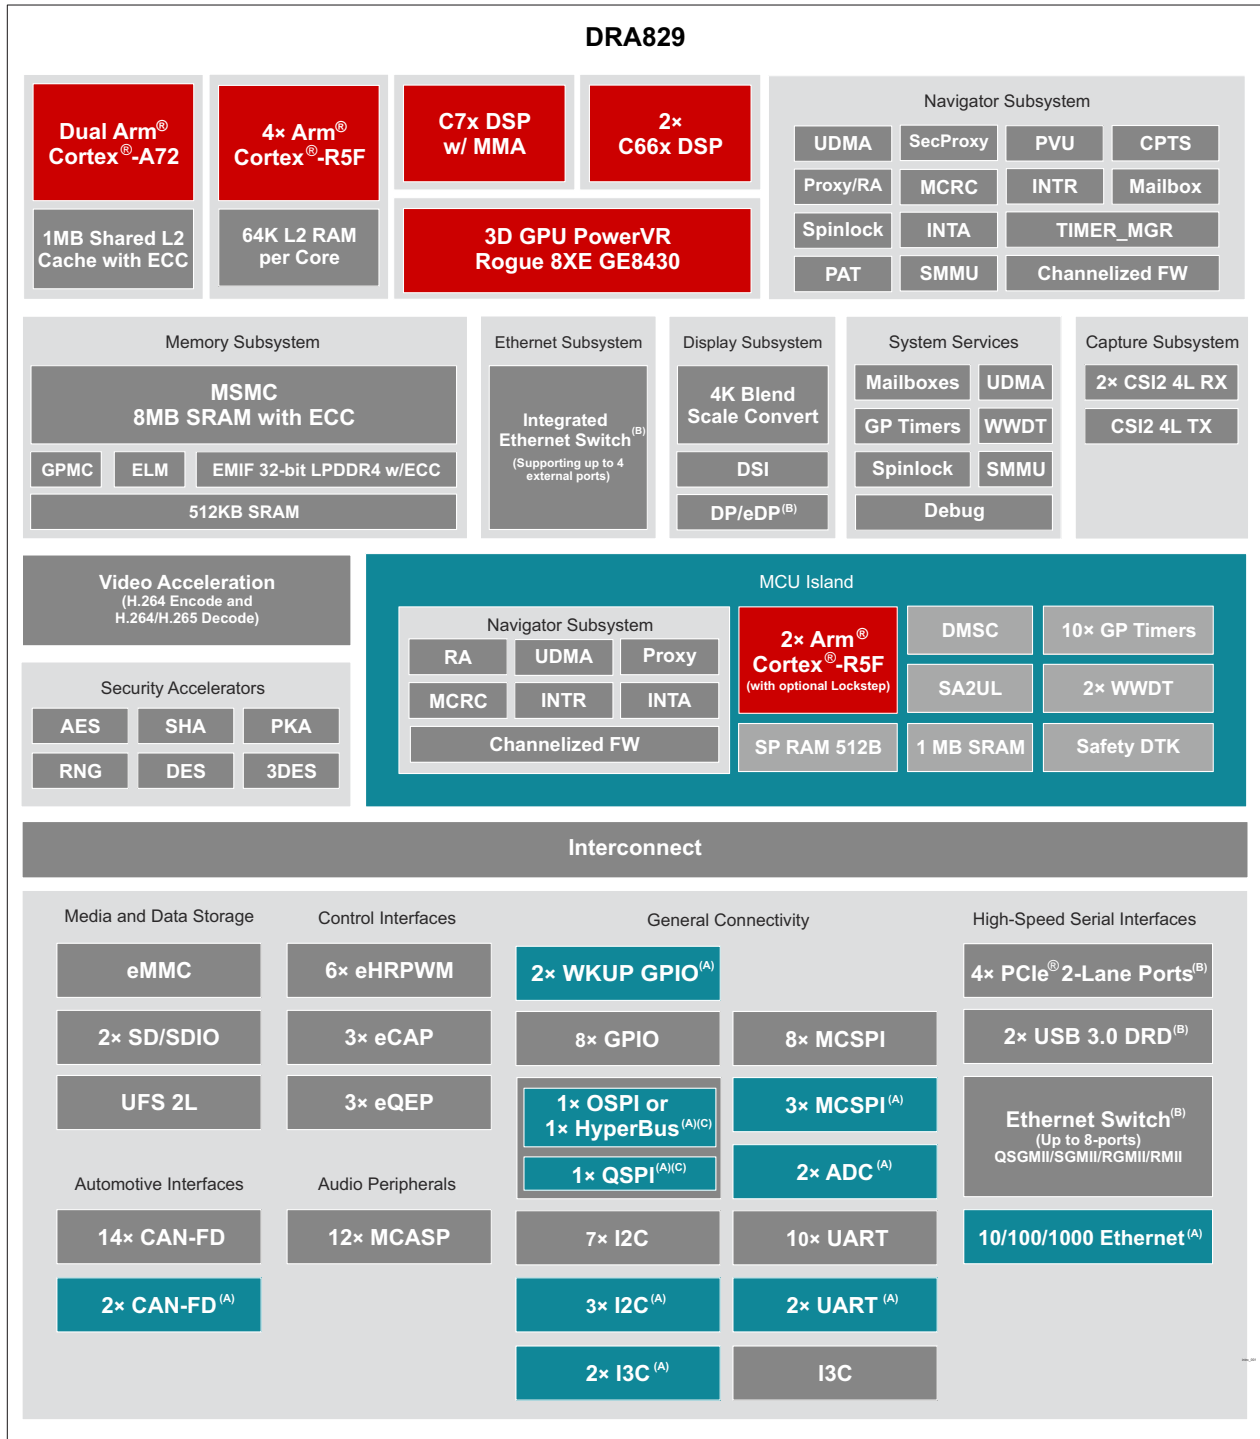 DRA829
Dual Arm®
Cortex®-A72
1MB Shared L2
Cache with ECC
4× Arm®
Cortex®-R5F
64K L2 RAM
per Core
C7x DSP
w/ MMA
2×
C66x DSP
3D GPU PowerVR
Rogue 8XE GE8430
Navigator Subsystem
UDMA
SecProxy
PVU
CPTS
Proxy/RA
MCRC
INTR
Mailbox
Spinlock
INTA
TIMER_MGR
PAT
SMMU
Channelized FW
Memory Subsystem
MSMC
8MB SRAM with ECC
GPMC
ELM
EMIF 32-bit LPDDR4 w/ECC
512KB SRAM
Ethernet Subsystem
Integrated
Ethernet Switch(B)
(Supporting up to 4
external ports)
Display Subsystem
4K Blend
Scale Convert
DSI
DP/eDP(B)
System Services
Mailboxes
UDMA
GP Timers
WWDT
Spinlock
SMMU
Debug
Capture Subsystem
2× CSI2 4L RX
CSI2 4L TX
Video Acceleration
(H.264 Encode and
H.264/H.265 Decode)
Security Accelerators
AES
SHA
PKA
RNG
DES
3DES
MCU Island
Navigator Subsystem
RA
UDMA
Proxy
MCRC
INTR
INTA
Channelized FW
2× Arm®
Cortex®-R5F
(with optional Lockstep)
DMSC
10× GP Timers
SA2UL
2× WWDT
SP RAM 512B
1 MB SRAM
Safety DTK
Interconnect
Media and Data Storage
eMMC
2× SD/SDIO
UFS 2L
Automotive Interfaces
14× CAN-FD
2× CAN-FD(A)
Control Interfaces
6× eHRPWM
3× eCAP
3× eQEP
Audio Peripherals
12× MCASP
General Connectivity
2× WKUP GPIO(A)
8× GPIO
8× MCSPI
1× OSPI or
1× HyperBus(A)(C)
1× QSPI(A)(C)
3× MCSPI(A)
2× ADC(A)
7× I2C
10× UART
3× I2C(A)
2× UART(A)
2× I3C(A)
I3C
High-Speed Serial Interfaces
4× PCIe® 2-Lane Ports(B)
2× USB 3.0 DRD(B)
Ethernet Switch(B)
(Up to 8-ports)
QSGMII/SGMII/RGMII/RMII
10/100/1000 Ethernet(A)